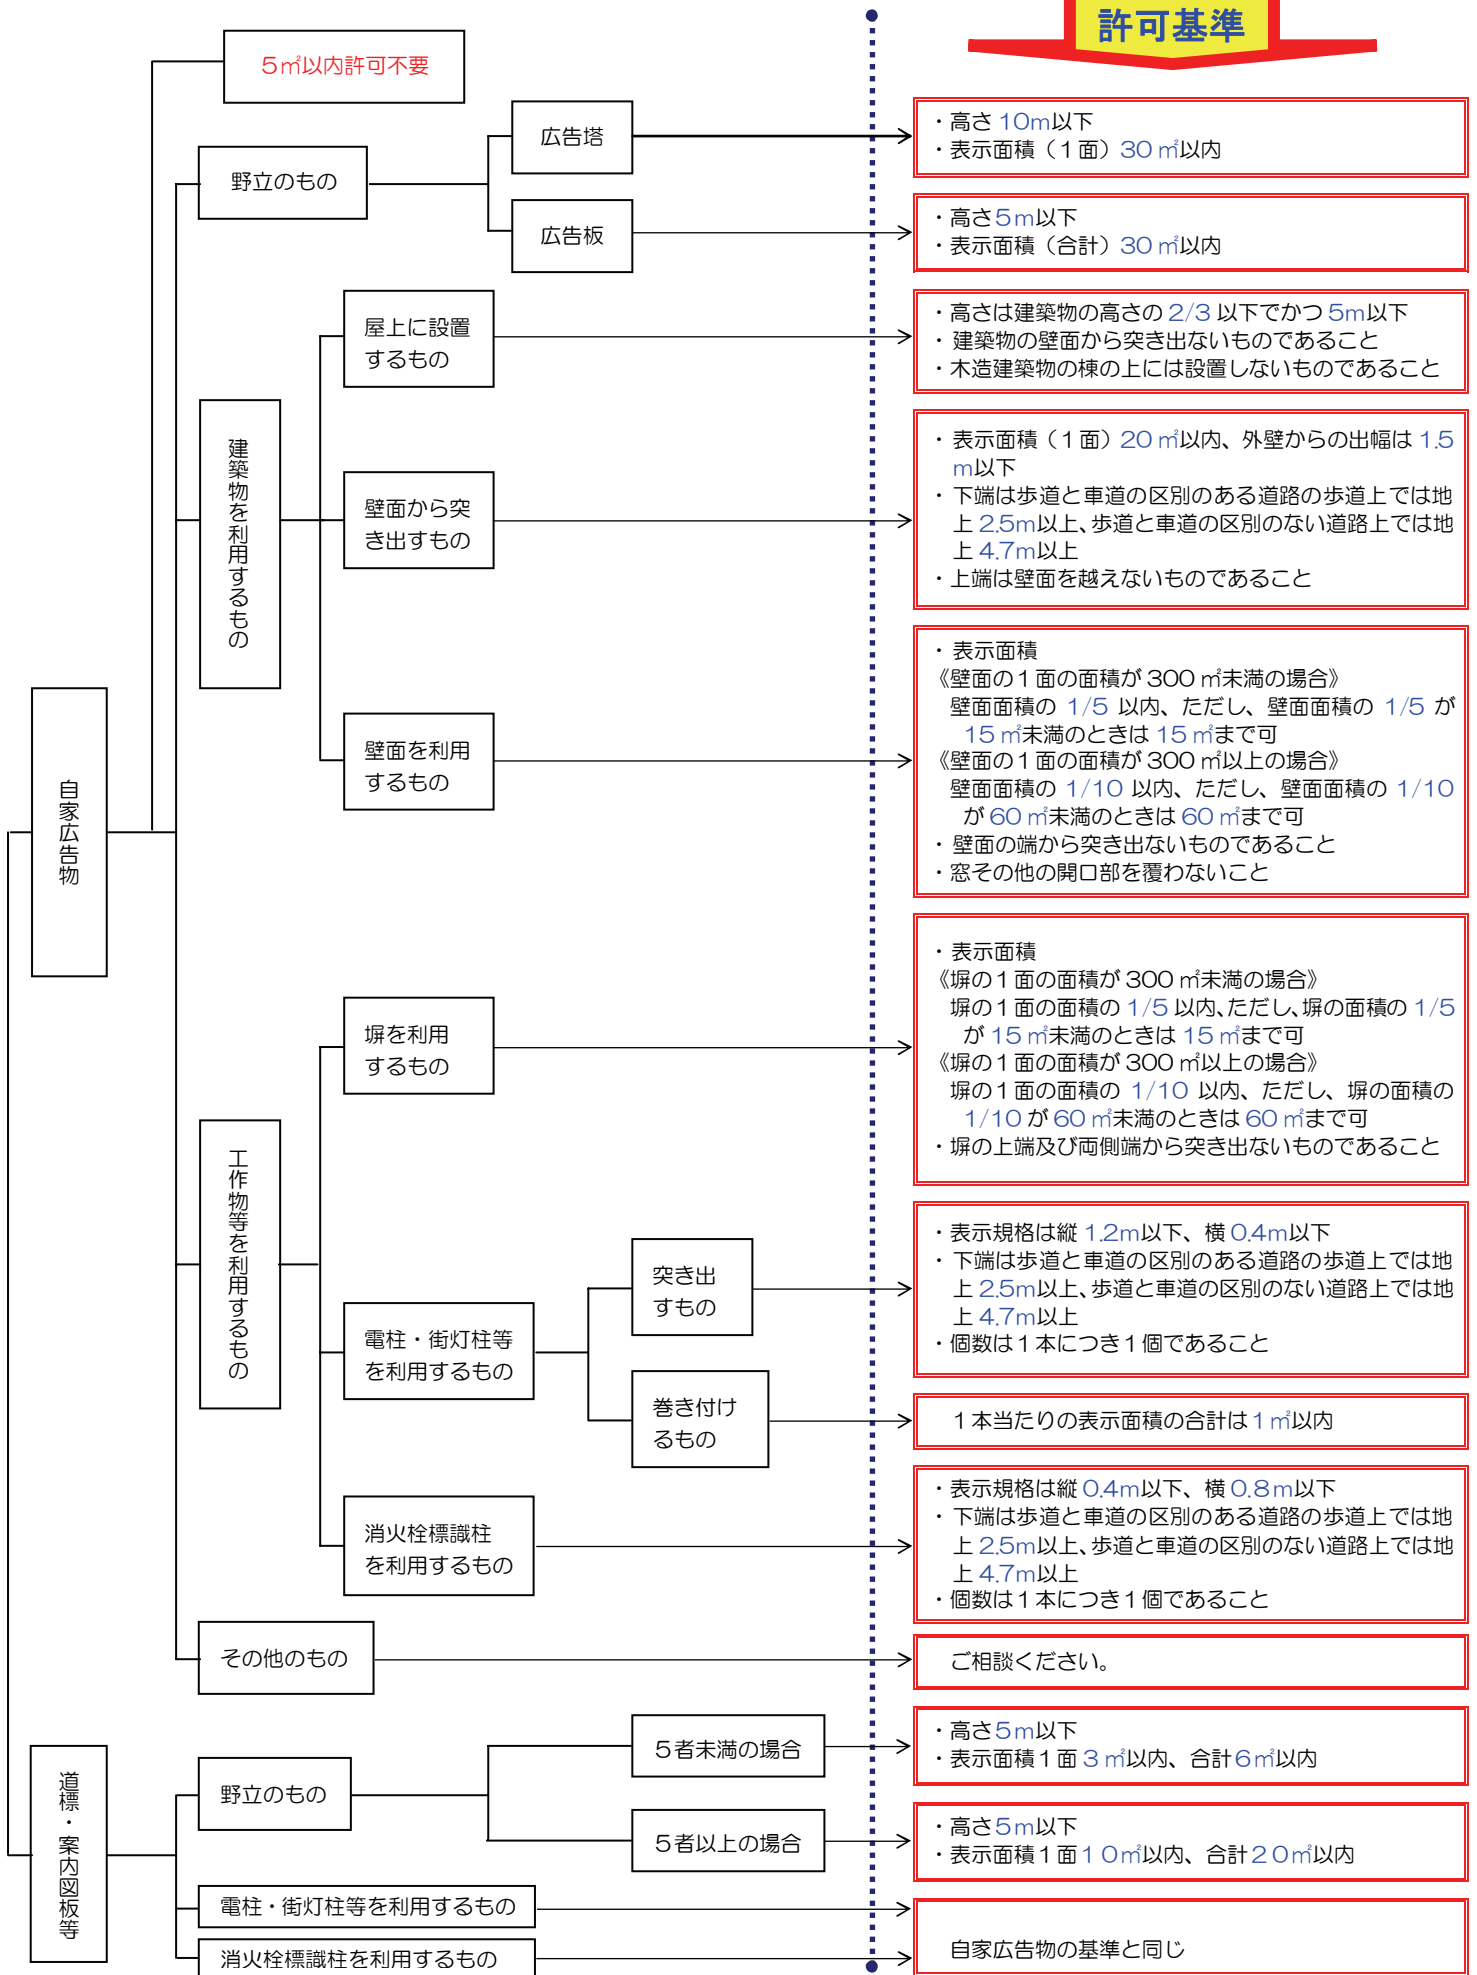 許可基準
5㎡以内許可不要
広告塔
・高さ 10m以下
・表示面積（1面）30 ㎡以内
野立のもの
広告板
・高さ5m以下
・表示面積（合計）30 ㎡以内
屋上に設置
するもの
・高さは建築物の高さの 2/3 以下でかつ 5m以下
・建築物の壁面から突き出ないものであること
・木造建築物の棟の上には設置しないものであること
建築物を利用するもの
壁面から突
き出すもの
・表示面積（1面）20 ㎡以内、外壁からの出幅は 1.5
m以下
・下端は歩道と車道の区別のある道路の歩道上では地
上 2.5m以上、歩道と車道の区別のない道路上では地
上 4.7m以上
・上端は壁面を越えないものであること
壁面を利用
するもの
・表示面積
《壁面の1面の面積が 300 ㎡未満の場合》
壁面面積の 1/5 以内、ただし、壁面面積の 1/5 が
15 ㎡未満のときは 15 ㎡まで可
《壁面の1面の面積が 300 ㎡以上の場合》
壁面面積の 1/10 以内、ただし、壁面面積の 1/10
が 60 ㎡未満のときは 60 ㎡まで可
・壁面の端から突き出ないものであること
・窓その他の開口部を覆わないこと
自家広告物
塀を利用
するもの
・表示面積
《塀の1面の面積が 300 ㎡未満の場合》
塀の1面の面積の 1/5 以内、ただし、塀の面積の 1/5
が 15 ㎡未満のときは 15 ㎡まで可
《塀の1面の面積が 300 ㎡以上の場合》
塀の1面の面積の 1/10 以内、ただし、塀の面積の
1/10 が 60 ㎡未満のときは 60 ㎡まで可
・塀の上端及び両側端から突き出ないものであること
工作物等を利用するもの
電柱・街灯柱等
を利用するもの
突き出
すもの
・表示規格は縦 1.2m以下、横 0.4m以下
・下端は歩道と車道の区別のある道路の歩道上では地
上 2.5m以上、歩道と車道の区別のない道路上では地
上 4.7m以上
・個数は1本につき1個であること
巻き付け
るもの
1本当たりの表示面積の合計は1㎡以内
消火栓標識柱
を利用するもの
・表示規格は縦 0.4m以下、横 0.8m以下
・下端は歩道と車道の区別のある道路の歩道上では地
上 2.5m以上、歩道と車道の区別のない道路上では地
上 4.7m以上
・個数は1本につき1個であること
その他のもの
ご相談ください。
道標・案内図板等
野立のもの
5者未満の場合
・高さ5m以下
・表示面積1面 3 ㎡以内、合計6㎡以内
5者以上の場合
・高さ5m以下
・表示面積1面10㎡以内、合計20㎡以内
電柱・街灯柱等を利用するもの
消火栓標識柱を利用するもの
自家広告物の基準と同じ